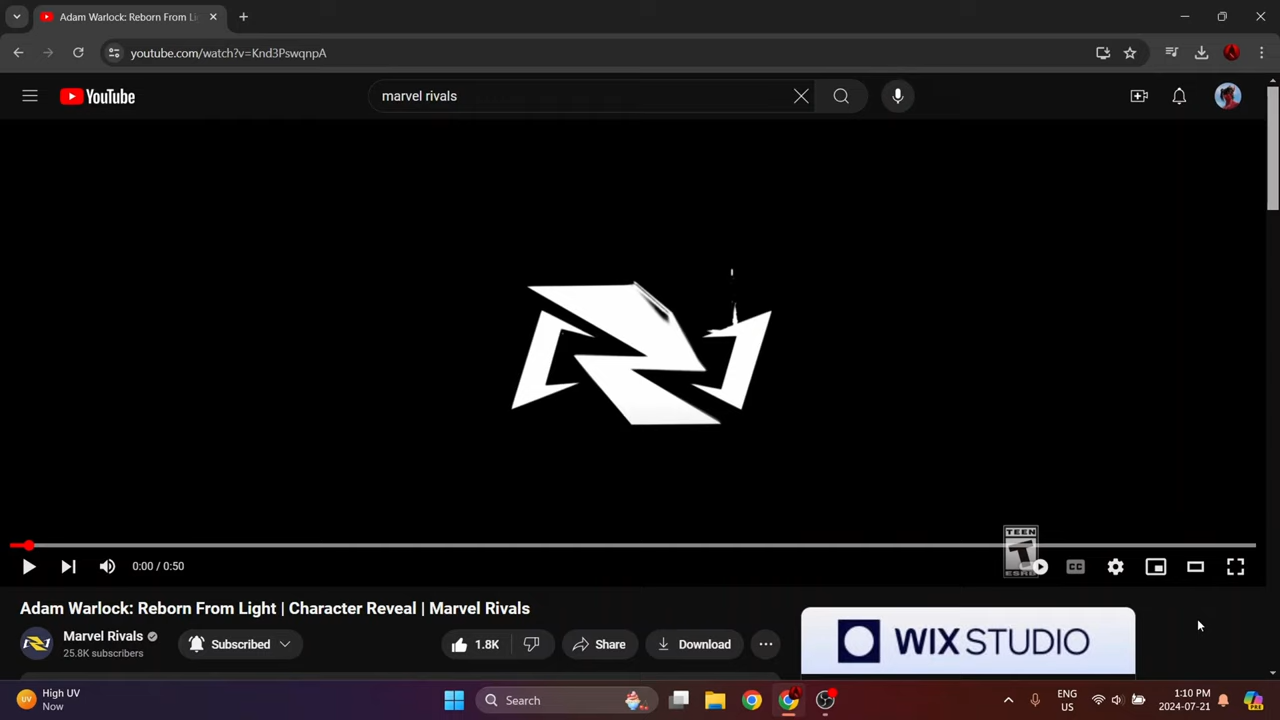 Adam Warlock: Reborn From Li
youtube.com/watch?v=Knd3PswqnpA
YouTube
marvel rivals
TEEN
T
ESRB
CC
0:00 / 0:50
Adam Warlock: Reborn From Light | Character Reveal | Marvel Rivals
Marvel Rivals
25.8K subscribers
Subscribed
1.8K
Share
Download
WIX STUDIO
High UV
Now
UV
Search
ENG
US
1:10 PM
2024-07-21